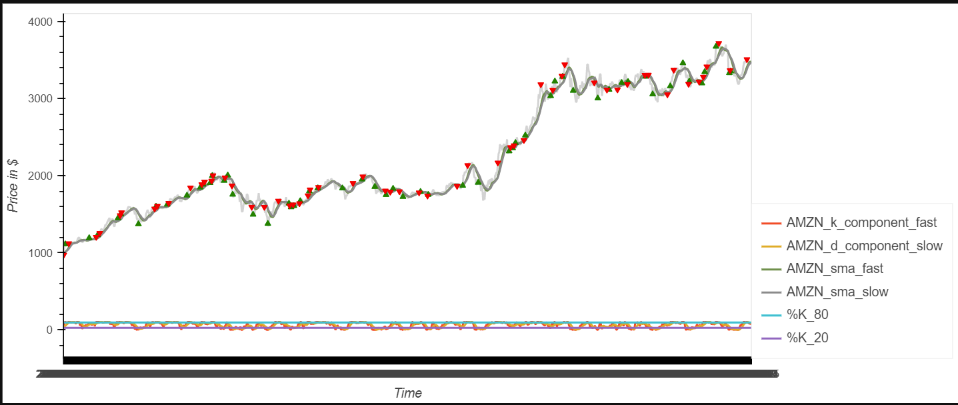 4000
3000
2000
1000
0
Price in $
Time
AMZN_k_component_fast
AMZN_d_component_slow
AMZN_sma_fast
AMZN_sma_slow
%K_80
%K_20